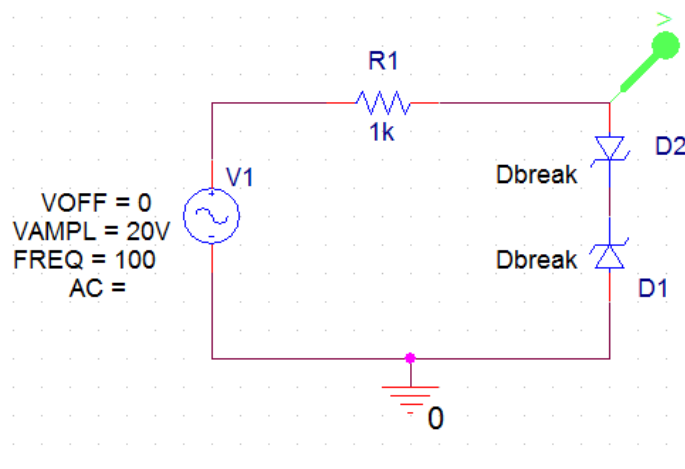 R1
1k
V1
VOFF = 0
VAMPL = 20V
FREQ = 100
AC =
V
D2
Dbreak
Dbreak
D1
0